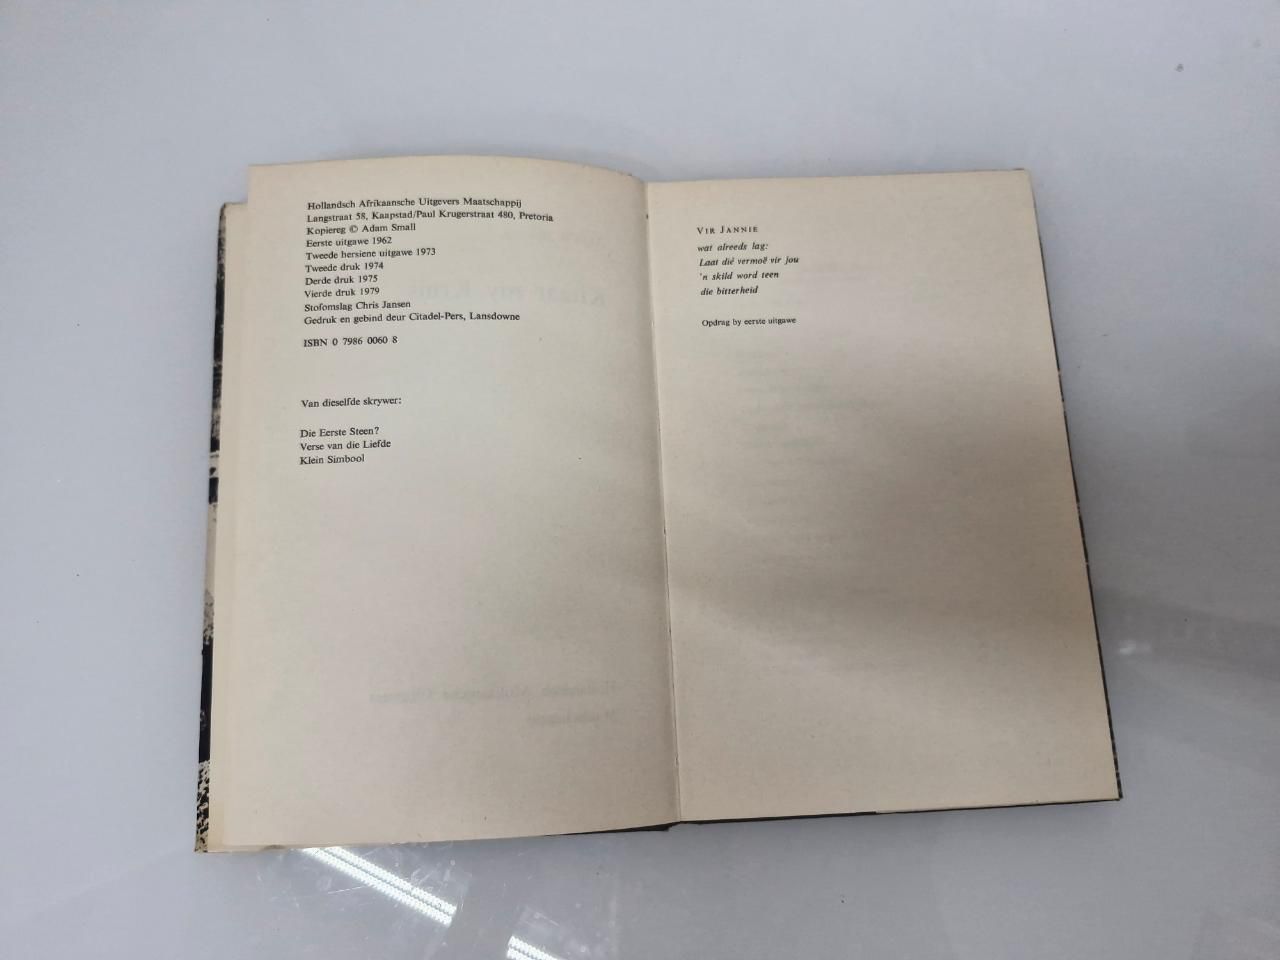 Hollandsch Afrikaansche Uitgevers Maatschappij
Langstraat 58, Kaapstad/Paul Krugerstraat 480, Pretoria
Kopiereg © Adam Small
Eerste uitgawe 1962
Tweede hersiene uitgawe 1973
Tweede druk 1974
Derde druk 1975
Vierde druk 1979
Stofomslag Chris Jansen
Gedruk en gebind deur Citadel-Pers, Lansdowne
ISBN 0 7986 0060 8
Van dieselfde skrywer:
Die Eerste Steen?
Verse van die Liefde
Klein Simbool
VIR JANNIE
wat alreeds lag:
Laat dié vermoë vir jou
'n skild word teen
die bitterheid
Opdrag by eerste uitgawe